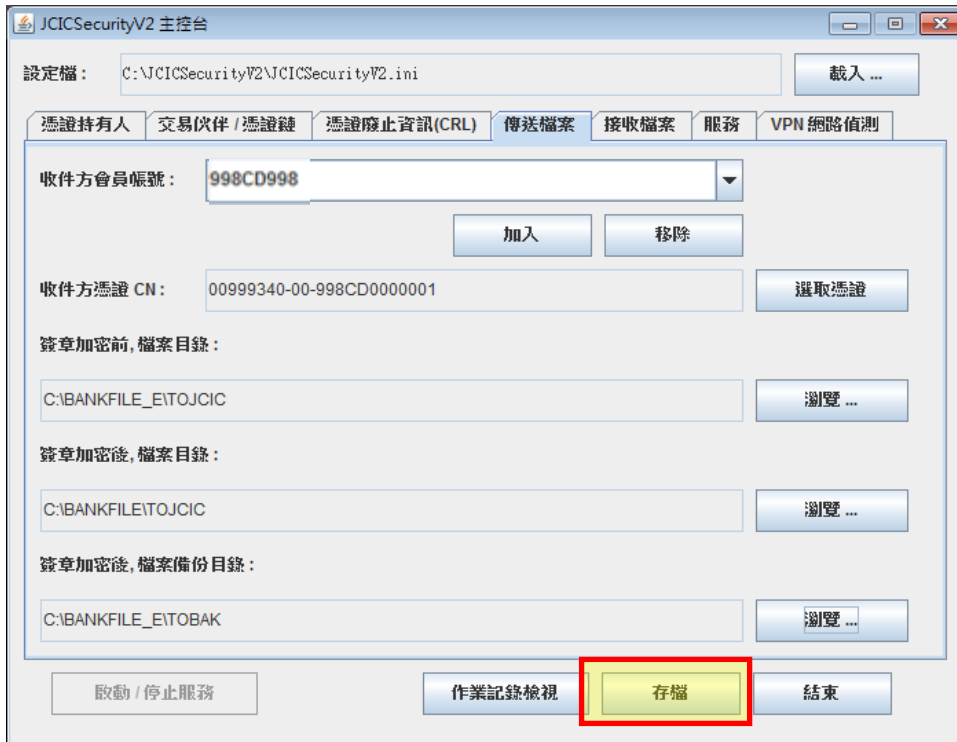 JCICSecurityV2 主控台
設定檔： C:\JCICSecurityV2\JCICSecurityV2.ini 載入 ...
憑證持有人 交易伙伴 / 憑證鏈 憑證廢止資訊(CRL) 傳送檔案 接收檔案 服務 VPN 網路偵測
收件方會員帳號： 998CD998
加入 移除
收件方憑證 CN： 00999340-00-998CD0000001 選取憑證
簽章加密前, 檔案目錄：
C:\BANKFILE_E\TOJCIC 瀏覽 ...
簽章加密後, 檔案目錄：
C:\BANKFILE\TOJCIC 瀏覽 ...
簽章加密後, 檔案備份目錄：
C:\BANKFILE_E\TOBAK 瀏覽 ...
啟動 / 停止服務 作業記錄檢視 存檔 結束